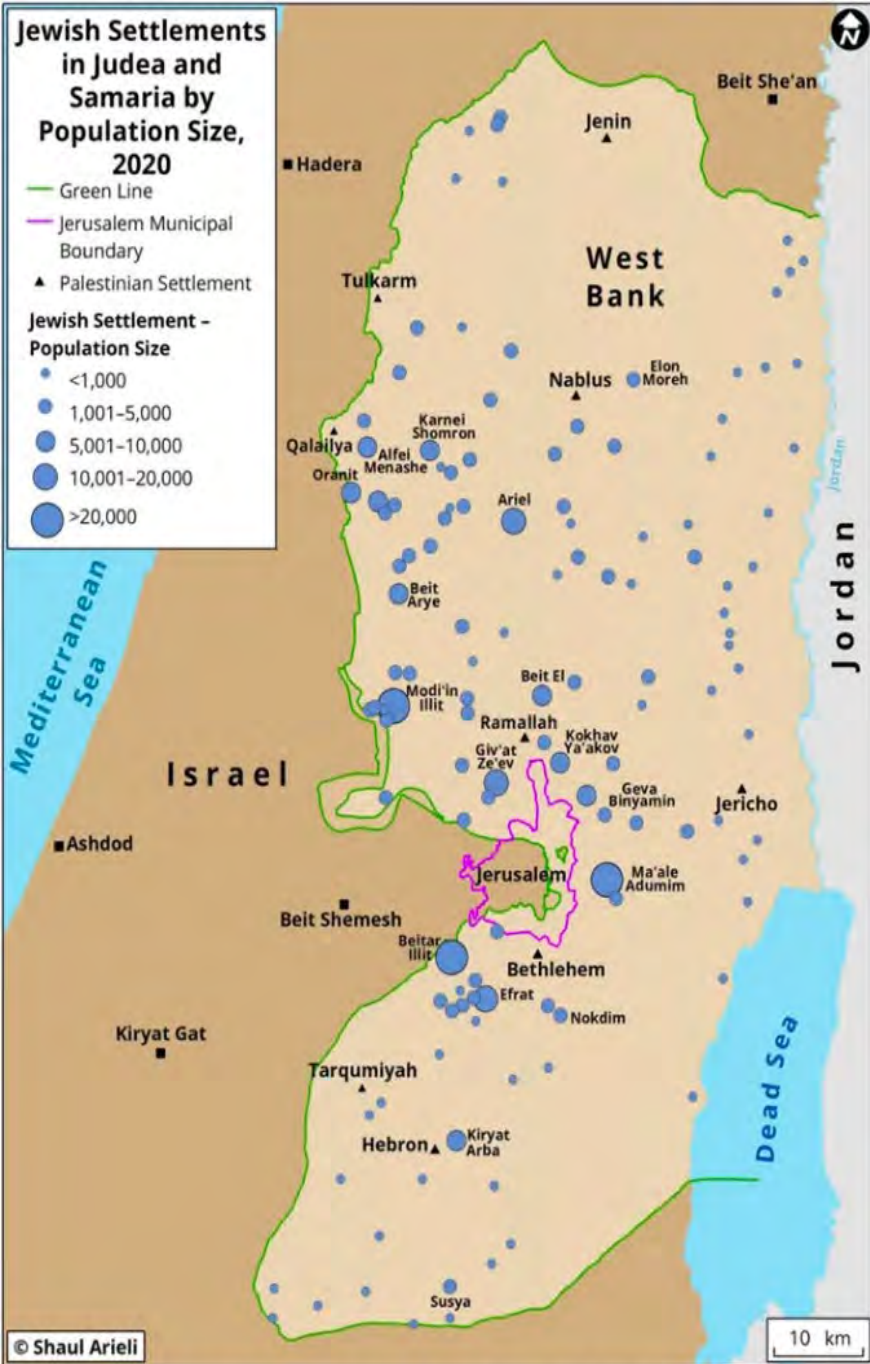 Jewish Settlements
in Judea and
Samaria by
Population Size,
2020
Green Line
Jerusalem Municipal
Boundary
Palestinian Settlement
Jewish Settlement –
Population Size
<1,000
1,001–5,000
5,001–10,000
10,001–20,000
>20,000
N
Beit She'an
Jenin
Hadera
West
Bank
Tulkarm
Elon
Moreh
Nablus
Karnei
Shomron
Qalailya
Alfei
Menashe
Oranit
Jordan
Ariel
Jordan
Beit
Arye
Mediterranean
Sea
Beit El
Modi'in
Illit
Ramallah
Kokhav
Ya'akov
Giv'at
Ze'ev
Israel
Geva
Binyamin
Jericho
Ashdod
Jerusalem
Ma'ale
Adumim
Beit Shemesh
Beitar
Illit
Bethlehem
Efrat
Nokdim
Kiryat Gat
Tarqumiyah
Dead Sea
Kiryat
Arba
Hebron
Susya
© Shaul Arieli
10 km